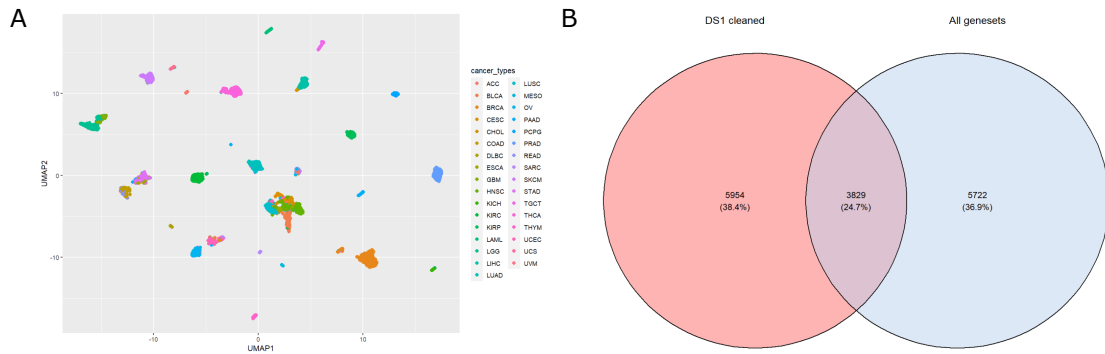 A
UMAP2
10
0
-10
-10
0
10
UMAP1
cancer_types
ACC
BLCA
BRCA
CESC
CHOL
COAD
DLBC
ESCA
GBM
HNSC
KICH
KIRC
KIRP
LAML
LGG
LIHC
LUAD
LUSC
MESO
OV
PAAD
PCPG
PRAD
READ
SARC
SKCM
STAD
TGCT
THCA
THYM
UCEC
UCS
UVM
B
DS1 cleaned
All genesets
5954
(38.4%)
3829
(24.7%)
5722
(36.9%)